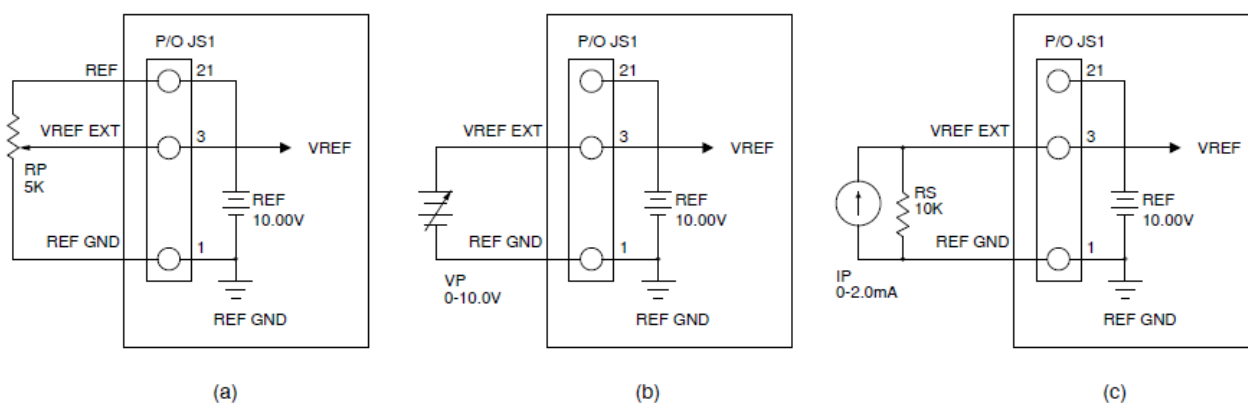 P/O JS1
REF
21
VREF EXT
3
VREF
RP
5K
REF
10.00V
REF GND
1
REF GND
(a)
P/O JS1
21
VREF EXT
3
VREF
REF
10.00V
REF GND
1
VP
0-10.0V
REF GND
(b)
P/O JS1
21
VREF EXT
3
VREF
RS
10K
REF
10.00V
REF GND
1
IP
0-2.0mA
REF GND
(c)